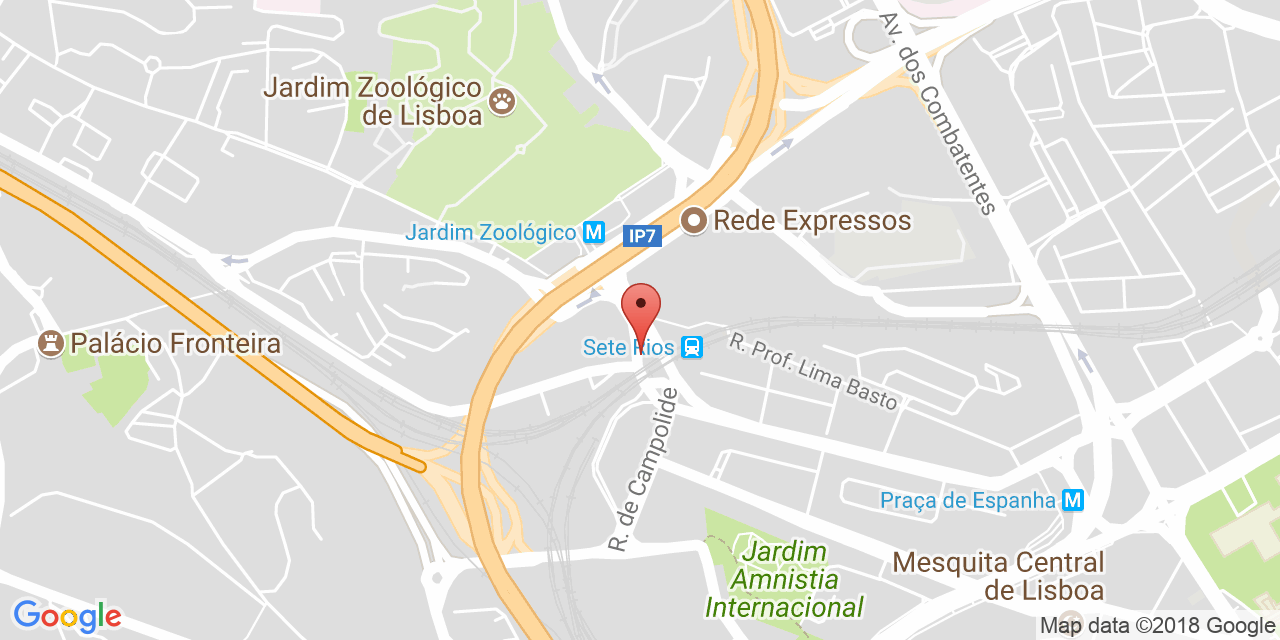 Av. dos Combatentes
Jardim Zoológico
de Lisboa
Rede Expressos
Jardim Zoológico M
IP7
Palácio Fronteira
Sete Rios
R. Prof. Lima Basto
R. de Campolide
Praça de Espanha M
Jardim
Amnistia
Internacional
Mesquita Central
de Lisboa
Google
Map data ©2018 Google